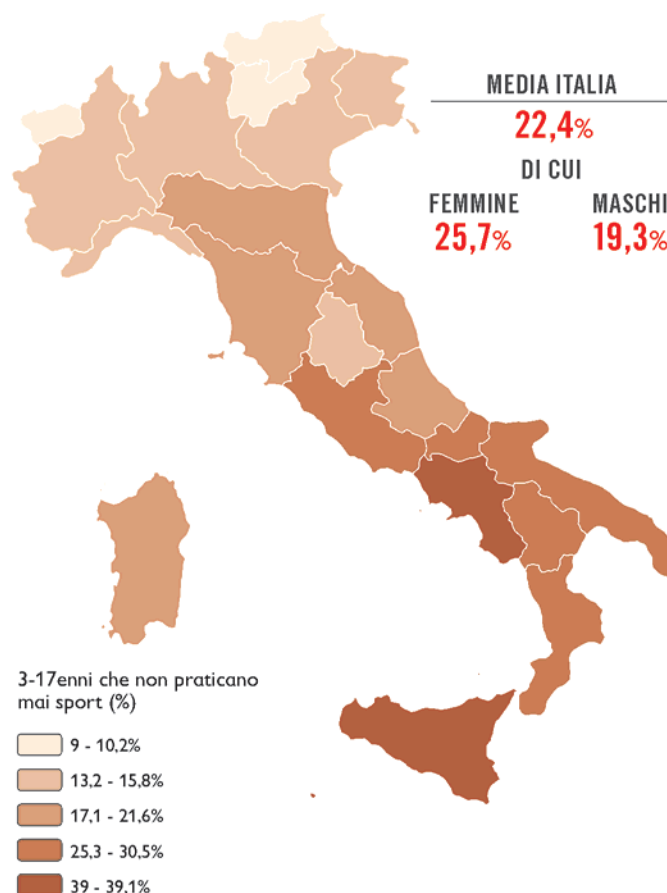 MEDIA ITALIA
22,4%
DI CUI
FEMMINE
25,7%
MASCHI
19,3%
3-17enni che non praticano
mai sport (%)
9 - 10,2%
13,2 - 15,8%
17,1 - 21,6%
25,3 - 30,5%
39 - 39,1%